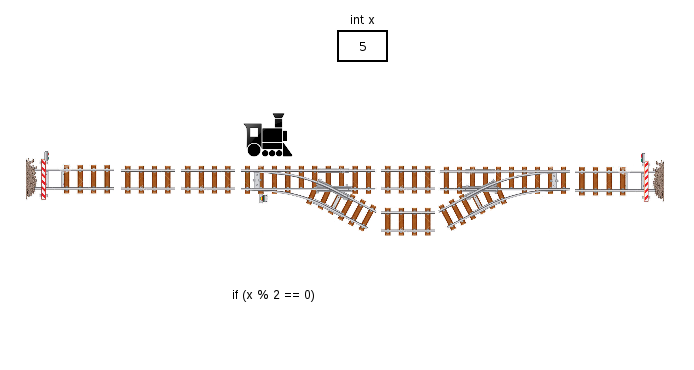 int x
5
if (x % 2 == 0)